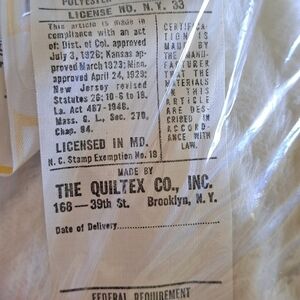 POLYESTER
LICENSE NO. N.Y. 33
This article is made in
compliance with an act
of: Dist. of Col. approved
July 3, 1926; Kansas ap-
proved March 1923; Minn.
approved April 24, 1929;
New Jersey revised
Statutes 26:10-6 to 18.
La. Act 467-1948.
Mass. G. L., Sec. 270,
Chap. 94.
LICENSED IN MD.
N. C. Stamp Exemption No. 18
CERTIFICA-
TION IS
MADE BY
THE MANU-
FACTURER
THAT THE
MATERIALS
IN THIS
ARTICLE
ARE DES-
CRIBED IN
ACCORD-
ANCE WITH
LAW.
MADE BY
THE QUILTEX CO., INC.
168—39th St. Brooklyn, N. Y.
Date of Delivery
FEDERAL REQUIREMENT